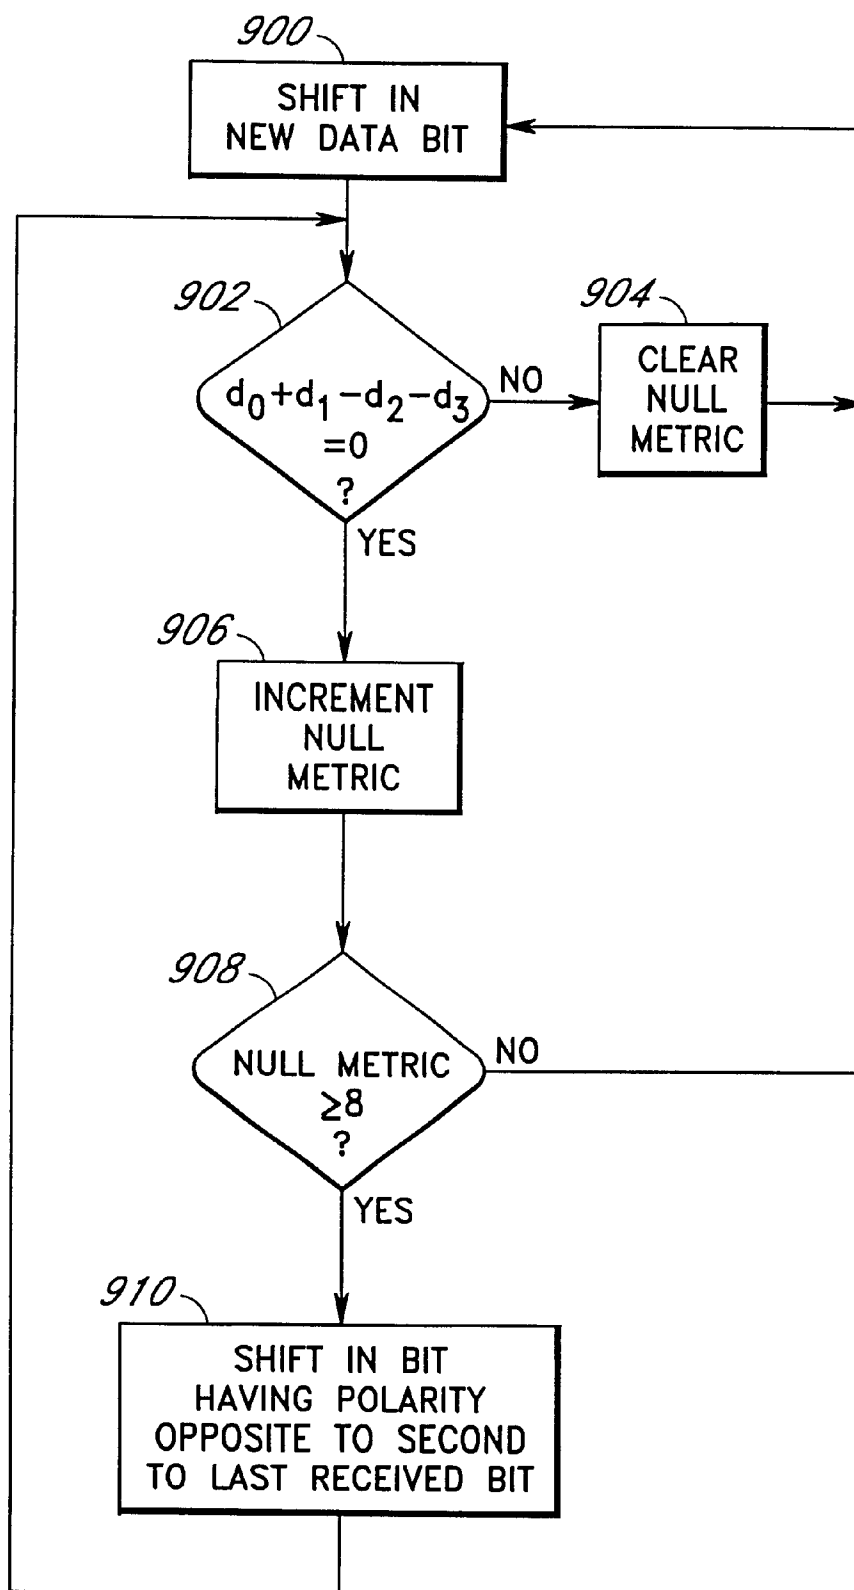 900
SHIFT IN
NEW DATA BIT
902
d₀+d₁−d₂−d₃
=0
?
NO
904
CLEAR
NULL
METRIC
YES
906
INCREMENT
NULL
METRIC
908
NULL METRIC
≥8
?
NO
YES
910
SHIFT IN BIT
HAVING POLARITY
OPPOSITE TO SECOND
TO LAST RECEIVED BIT